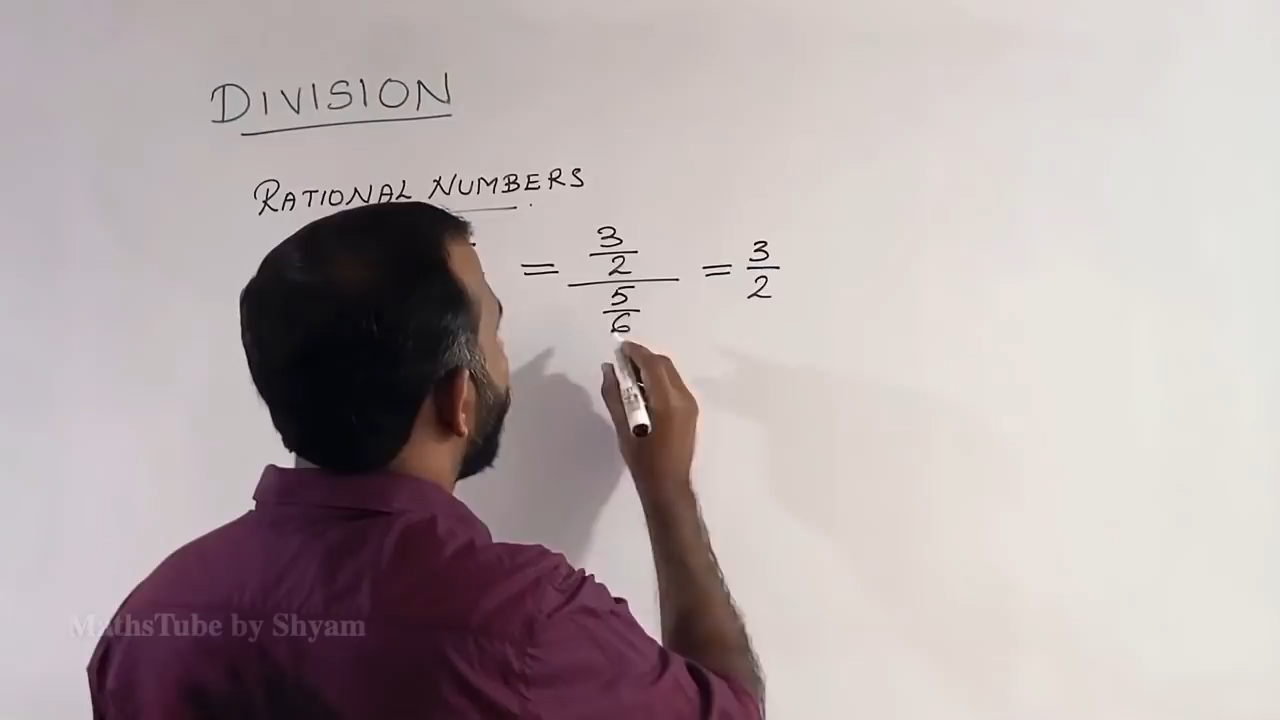 DIVISION
RATIONAL NUMBERS
= 3/2 / 5/6 = 3/2
MathsTube by Shyam